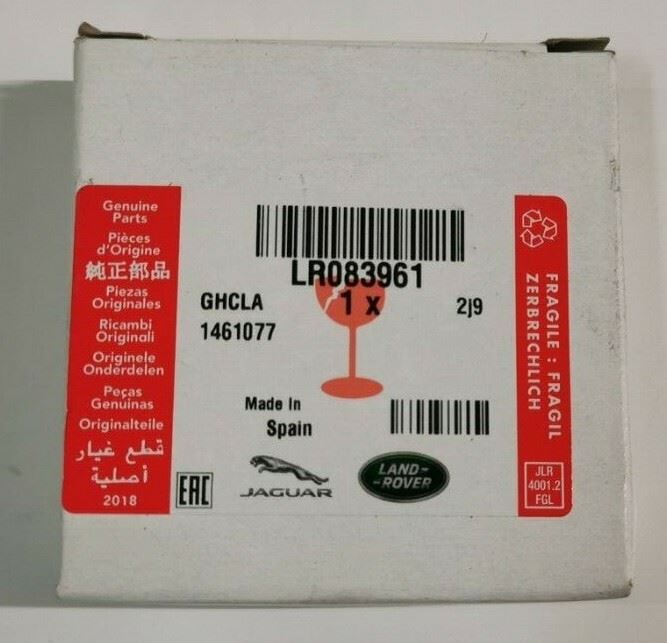 Genuine
Parts
Pièces
d'Origine
純正部品
Piezas
Originales
Ricambi
Originali
Originele
Onderdelen
Peças
Genuinas
Originalteile
قطع غيار
أصلية
2018
LR083961
1 x
GHCLA
2J9
1461077
Made In
Spain
EAC
JAGUAR
LAND-
-ROVER
FRAGILE : FRAGIL
ZERBRECHLICH
JLR
4001.2
FGL